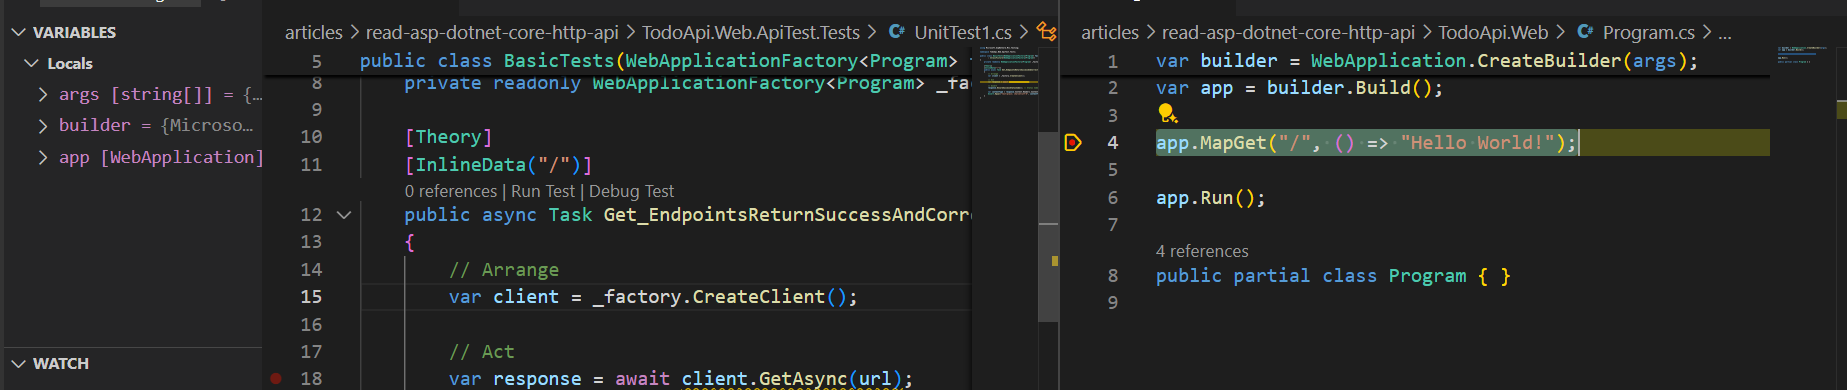 VARIABLES
Locals
args [string[]] = {…
builder = {Microso…
app [WebApplication]
WATCH
articles > read-asp-dotnet-core-http-api > TodoApi.Web.ApiTest.Tests > UnitTest1.cs >
5 public class BasicTests(WebApplicationFactory<Program>
8 private readonly WebApplicationFactory<Program> _fac
9
10 [Theory]
11 [InlineData("/")]
0 references | Run Test | Debug Test
12 public async Task Get_EndpointsReturnSuccessAndCorre
13 {
14 // Arrange
15 var client = _factory.CreateClient();
16
17 // Act
18 var response = await client.GetAsync(url);
articles > read-asp-dotnet-core-http-api > TodoApi.Web > Program.cs > ...
1 var builder = WebApplication.CreateBuilder(args);
2 var app = builder.Build();
3
4 app.MapGet("/", () => "Hello World!");
5
6 app.Run();
7
4 references
8 public partial class Program { }
9